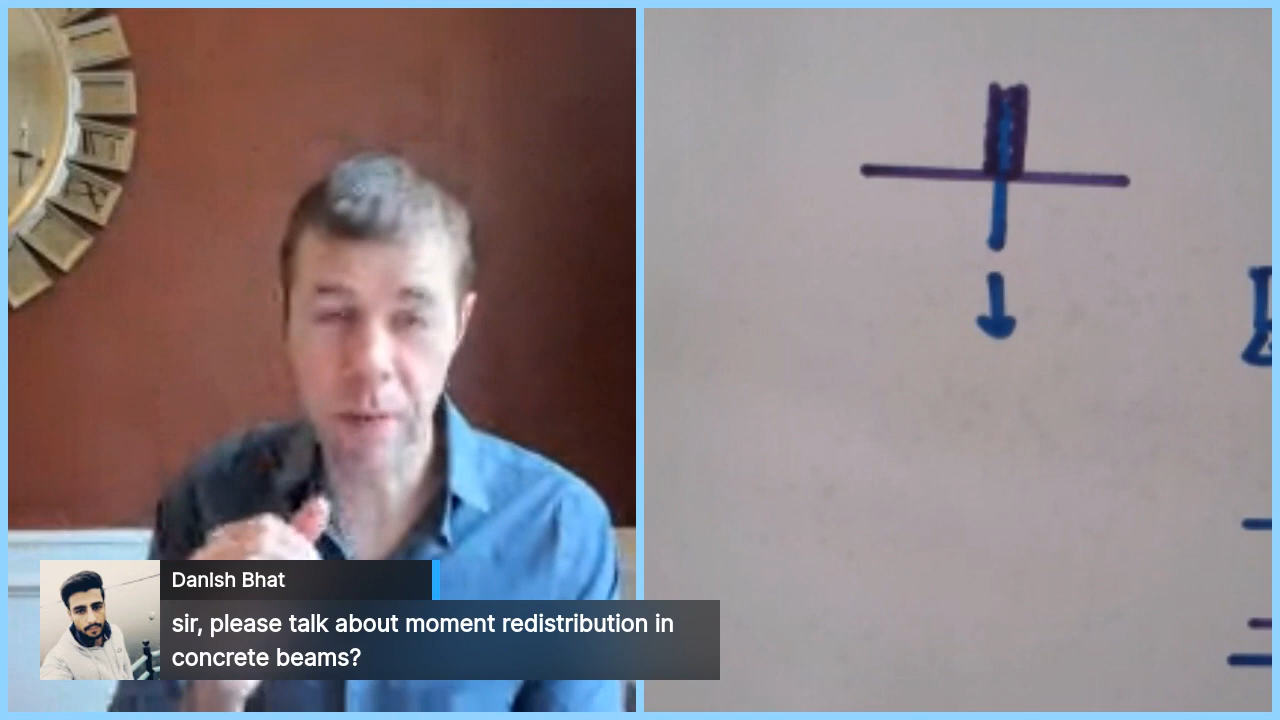 Danish Bhat
sir, please talk about moment redistribution in
concrete beams?